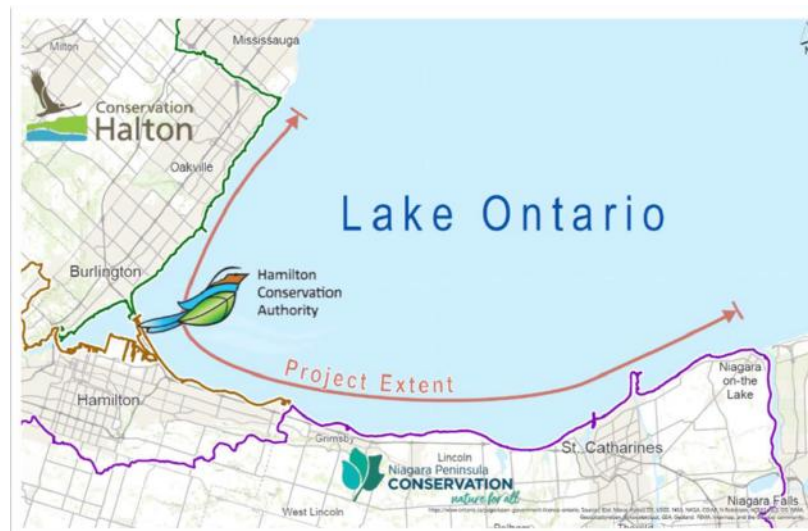 Mississauga
Milton
Conservation
Halton
Oakville
Lake Ontario
Burlington
Hamilton
Conservation
Authority
Project Extent
Hamilton
Niagara
on-the
Lake
Grimsby
St. Catharines
Lincoln
Niagara Peninsula
CONSERVATION
nature for all
West Lincoln
Niagara Falls